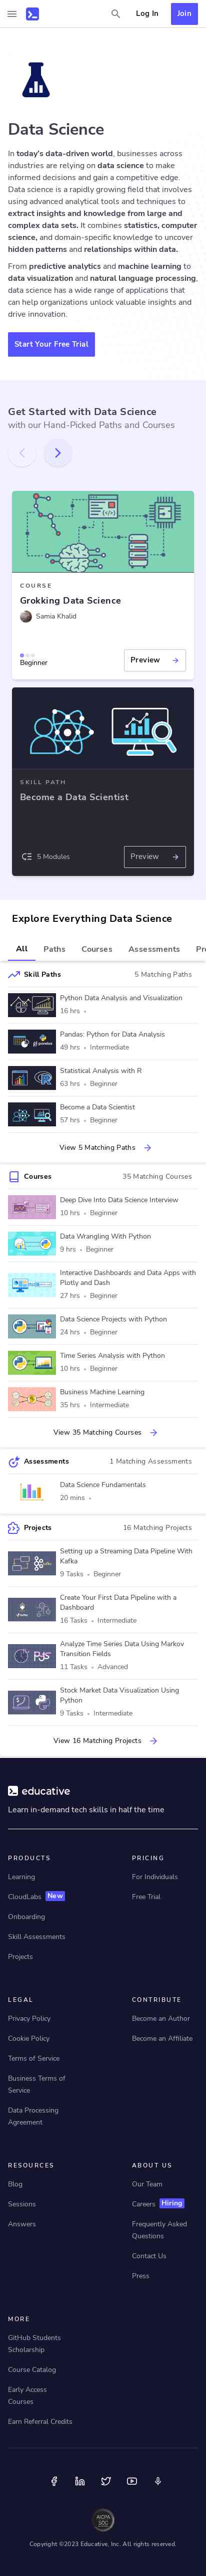 Log In
Join
Data Science
In today's data-driven world, businesses across
industries are relying on data science to make
informed decisions and gain a competitive edge.
Data science is a rapidly growing field that involves
using advanced analytical tools and techniques to
extract insights and knowledge from large and
complex data sets. It combines statistics, computer
science, and domain-specific knowledge to uncover
hidden patterns and relationships within data.
From predictive analytics and machine learning to
data visualization and natural language processing,
data science has a wide range of applications that
can help organizations unlock valuable insights and
drive innovation.
Start Your Free Trial
Get Started with Data Science
with our Hand-Picked Paths and Courses
COURSE
Grokking Data Science
Samia Khalid
Beginner
Preview
SKILL PATH
Become a Data Scientist
5 Modules
Preview
Explore Everything Data Science
All Paths Courses Assessments Pr
Skill Paths 5 Matching Paths
Python Data Analysis and Visualization
16 hrs
Pandas: Python for Data Analysis
49 hrs Intermediate
Statistical Analysis with R
63 hrs Beginner
Become a Data Scientist
57 hrs Beginner
View 5 Matching Paths
Courses 35 Matching Courses
Deep Dive Into Data Science Interview
10 hrs Beginner
Data Wrangling With Python
9 hrs Beginner
Interactive Dashboards and Data Apps with
Plotly and Dash
27 hrs Beginner
Data Science Projects with Python
24 hrs Beginner
Time Series Analysis with Python
10 hrs Beginner
Business Machine Learning
35 hrs Intermediate
View 35 Matching Courses
Assessments 1 Matching Assessments
Data Science Fundamentals
20 mins
Projects 16 Matching Projects
Setting up a Streaming Data Pipeline With
Kafka
9 Tasks Beginner
Create Your First Data Pipeline with a
Dashboard
16 Tasks Intermediate
Analyze Time Series Data Using Markov
Transition Fields
11 Tasks Advanced
Stock Market Data Visualization Using
Python
9 Tasks Intermediate
View 16 Matching Projects
educative
Learn in-demand tech skills in half the time
PRODUCTS
Learning
CloudLabs New
Onboarding
Skill Assessments
Projects
PRICING
For Individuals
Free Trial
LEGAL
Privacy Policy
Cookie Policy
Terms of Service
Business Terms of
Service
Data Processing
Agreement
CONTRIBUTE
Become an Author
Become an Affiliate
RESOURCES
Blog
Sessions
Answers
ABOUT US
Our Team
Careers Hiring
Frequently Asked
Questions
Contact Us
Press
MORE
GitHub Students
Scholarship
Course Catalog
Early Access
Courses
Earn Referral Credits
AICPA
SOC
Copyright ©2023 Educative, Inc. All rights reserved.